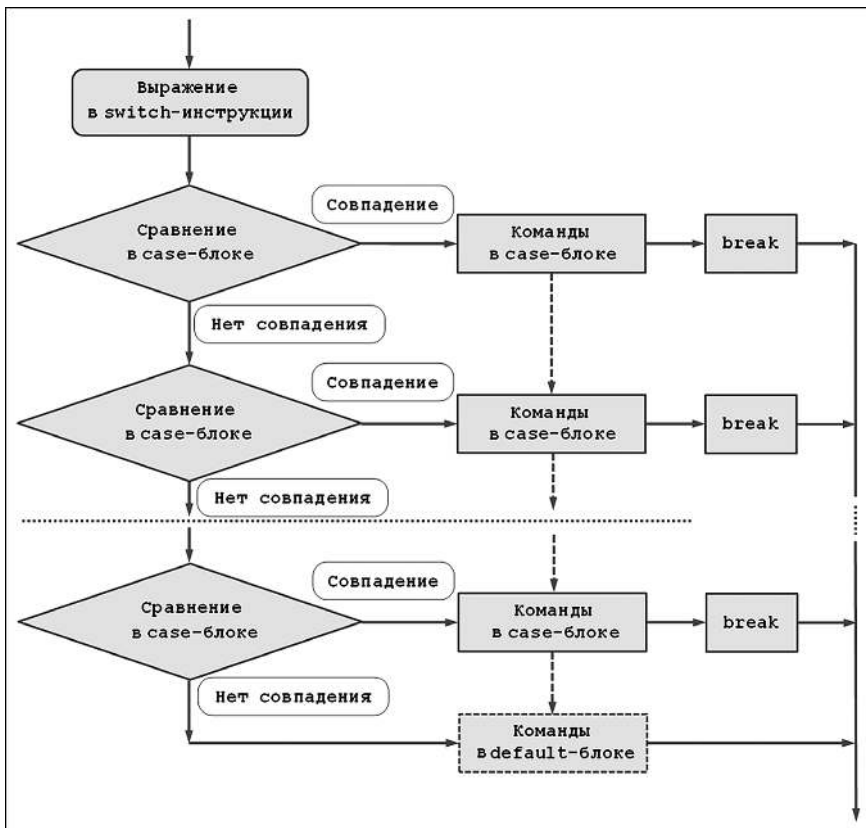 Выражение
в switch-инструкции
Совпадение
Сравнение
в case-блоке
Команды
в case-блоке
break
Нет совпадения
Совпадение
Сравнение
в case-блоке
Команды
в case-блоке
break
Нет совпадения
Совпадение
Сравнение
в case-блоке
Команды
в case-блоке
break
Нет совпадения
Команды
в default-блоке